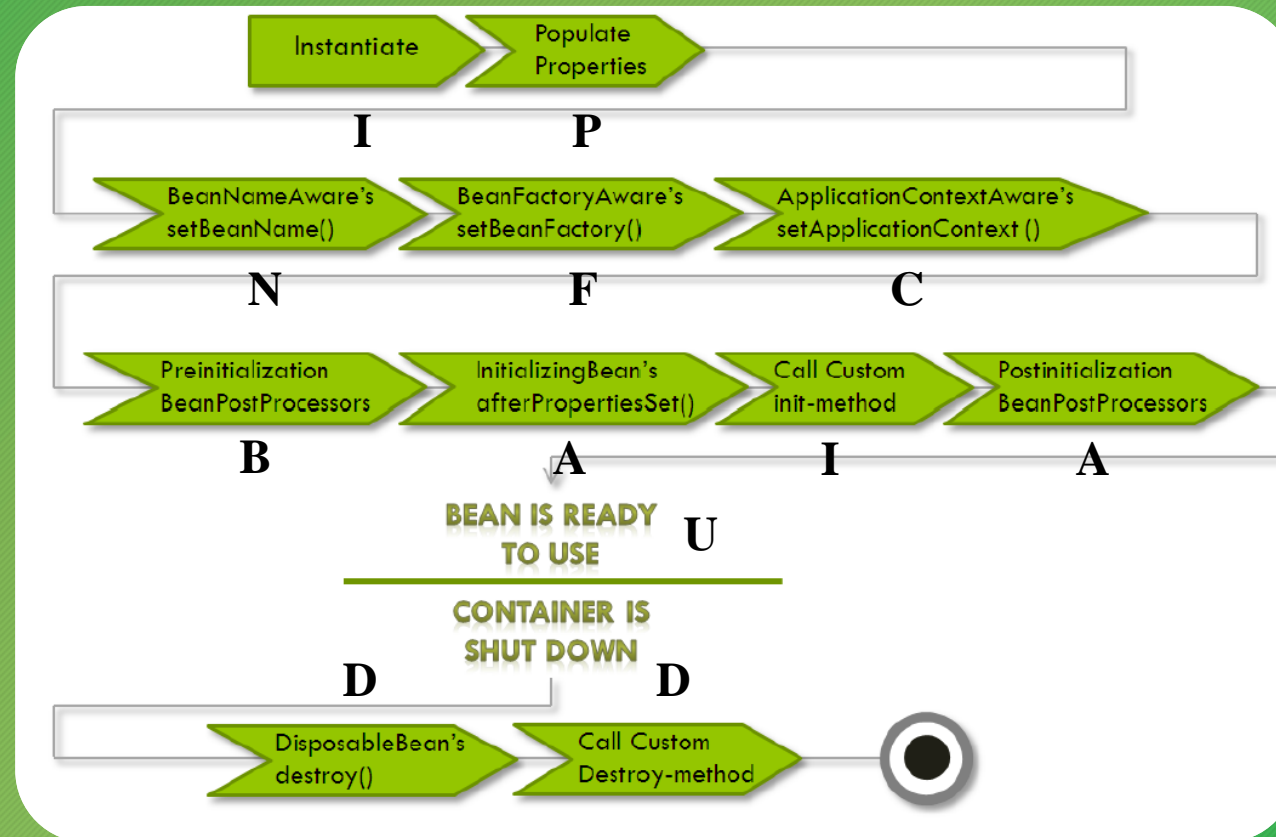 Instantiate
Populate
Properties
I
P
BeanNameAware's
setBeanName()
BeanFactoryAware's
setBeanFactory()
ApplicationContextAware's
setApplicationContext ()
N
F
C
Preinitialization
BeanPostProcessors
InitializingBean's
afterPropertiesSet()
Call Custom
init-method
Postinitialization
BeanPostProcessors
B
A
I
A
BEAN IS READY
TO USE
U
CONTAINER IS
SHUT DOWN
D
D
DisposableBean's
destroy()
Call Custom
Destroy-method